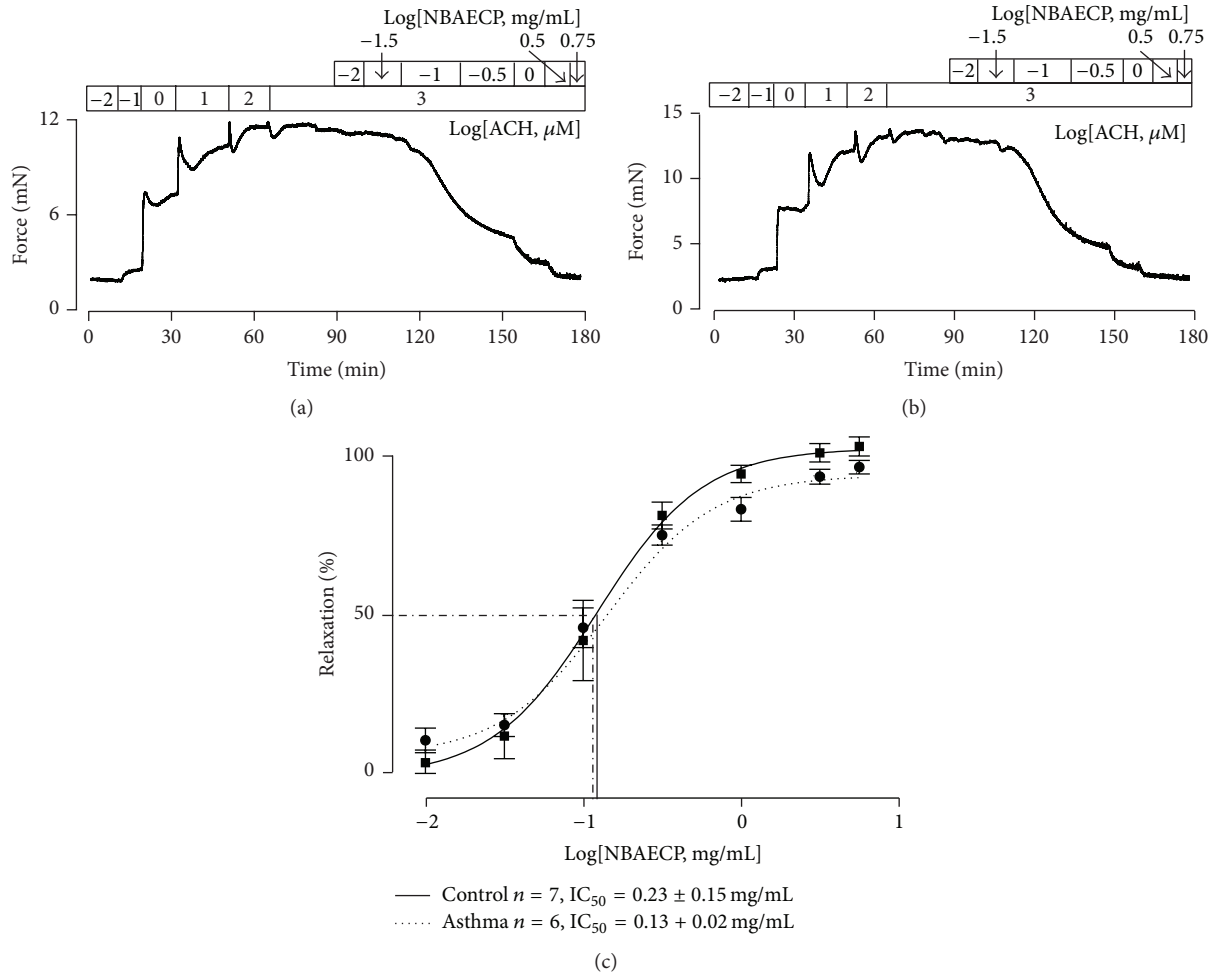 (a)
Log[NBAECP, mg/mL]
−1.5 0.5 0.75
−2 −1 −0.5 0
−2 −1 0 1 2 3
Log[ACH, μM]
12
6
0
Force (mN)
0 30 60 90 120 150 180
Time (min)
(a)
Log[NBAECP, mg/mL]
−1.5 0.5 0.75
−2 −1 −0.5 0
−2 −1 0 1 2 3
Log[ACH, μM]
15
10
5
0
Force (mN)
0 30 60 90 120 150 180
Time (min)
(b)
100
50
0
Relaxation (%)
−2 −1 0 1
Log[NBAECP, mg/mL]
Control n = 7, IC50 = 0.23 ± 0.15 mg/mL
Asthma n = 6, IC50 = 0.13 + 0.02 mg/mL
(c)